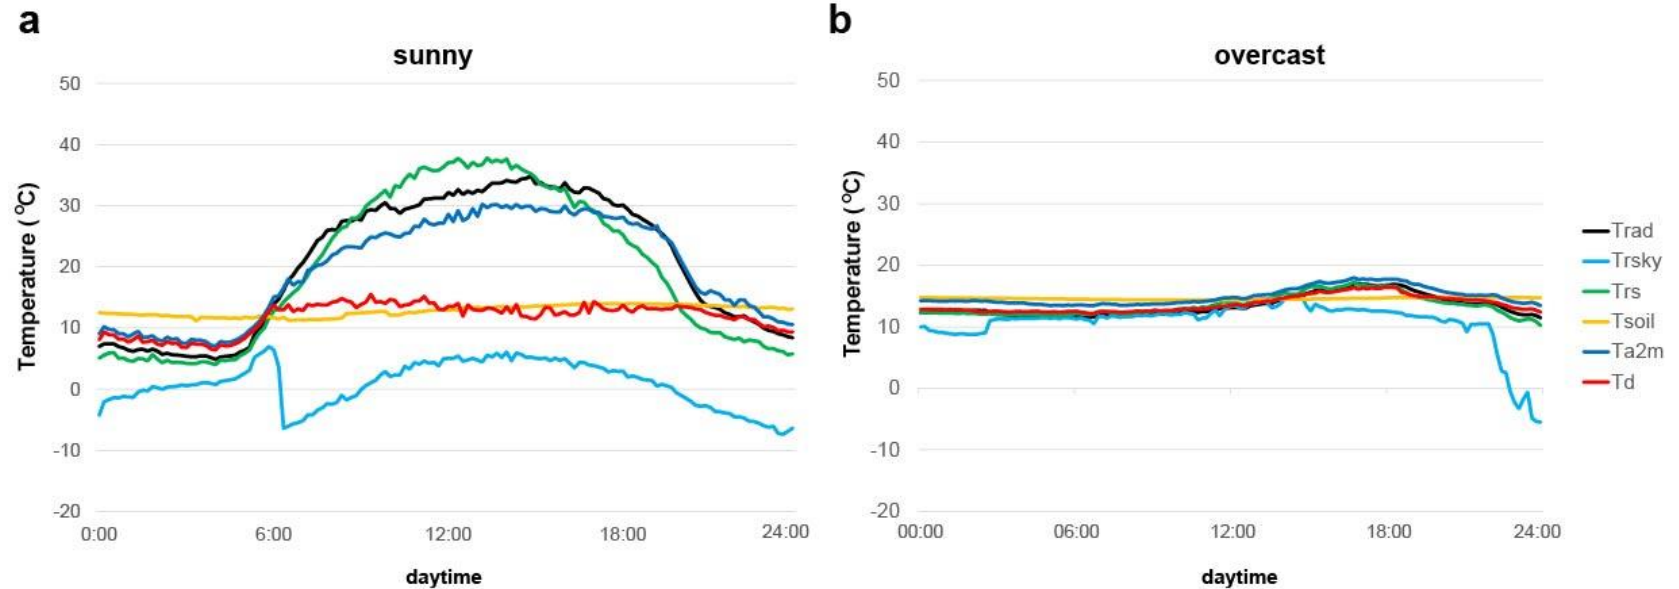 a
sunny
50
40
30
20
10
0
-10
-20
Temperature ( °C)
0:00 6:00 12:00 18:00 24:00
daytime
b
overcast
50
40
30
20
10
0
-10
-20
Temperature ( °C)
00:00 06:00 12:00 18:00 24:00
daytime
Trad
Trsky
Trs
Tsoil
Ta2m
Td